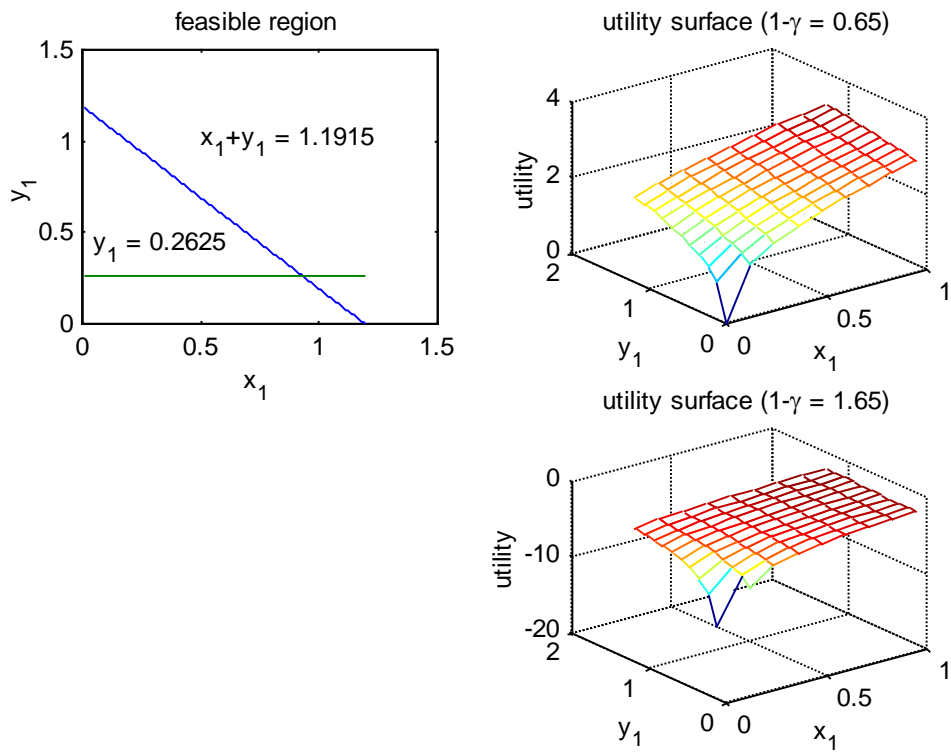 feasible region
1.5
1
0.5
0
y₁
x₁+y₁ = 1.1915
y₁ = 0.2625
0
0.5
1
1.5
x₁
utility surface (1-γ = 0.65)
4
2
0
utility
2
1
0
y₁
0
0.5
1
x₁
utility surface (1-γ = 1.65)
0
-10
-20
utility
2
1
0
y₁
0
0.5
1
x₁